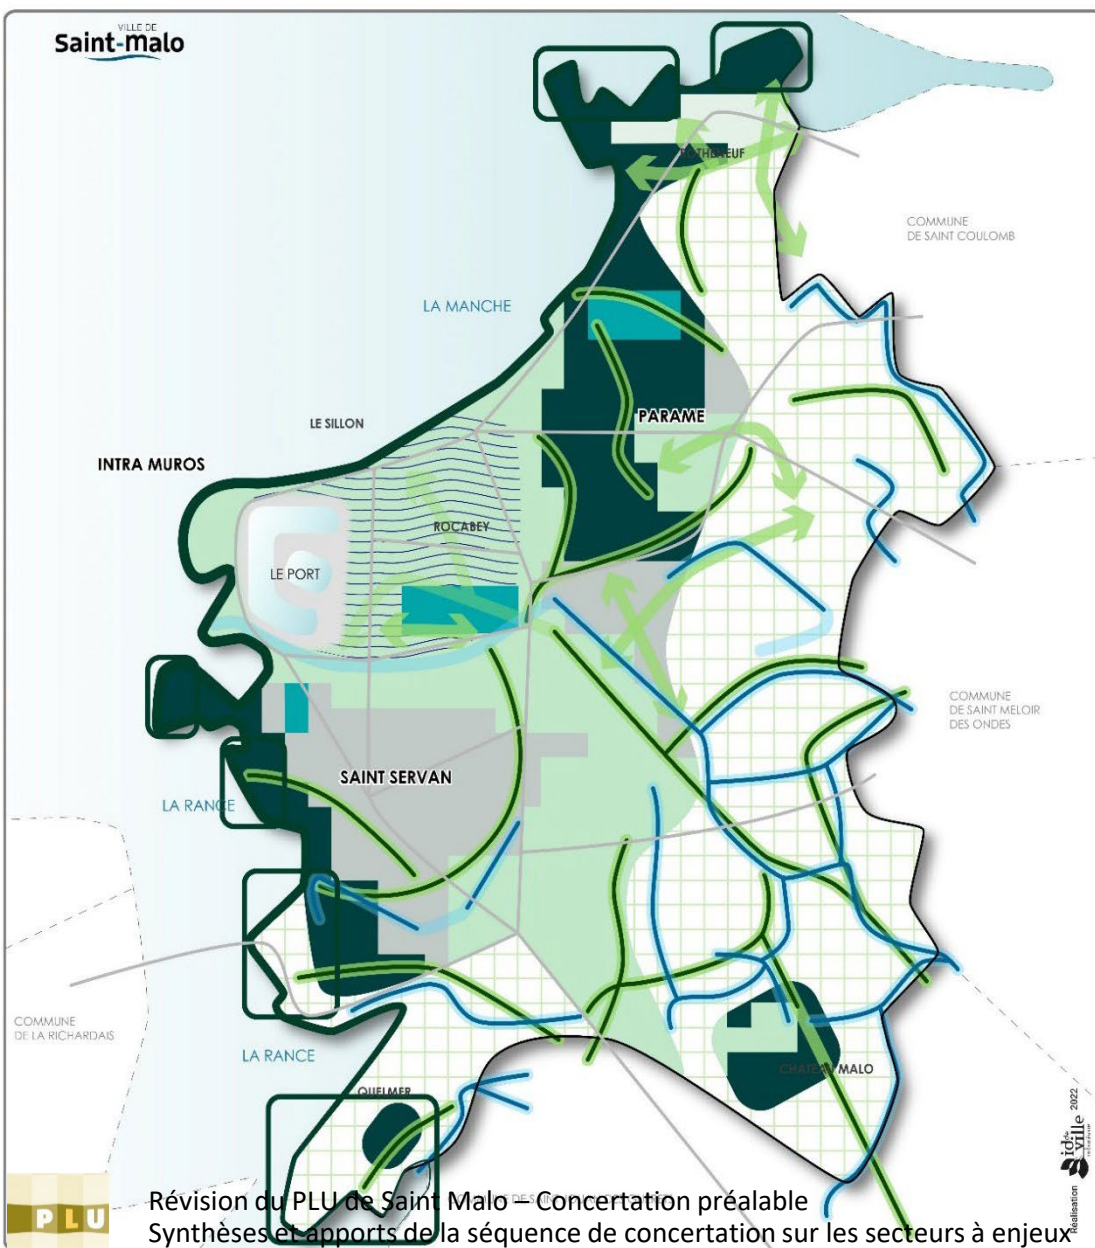 VILLE DE
Saint-malo
ROTHENEUF
COMMUNE
DE SAINT COULOMB
LA MANCHE
LE SILLON
PARAME
INTRA MUROS
ROCABEY
LE PORT
COMMUNE
DE SAINT MELOIR
DES ONDES
SAINT SERVAN
LA RANCE
COMMUNE
DE LA RICHARDAIS
LA RANCE
CHATEAU MALO
QUELMER
Réalisation
id de ville
2022
PLU
Révision du PLU de Saint Malo – Concertation préalable
Synthèses et apports de la séquence de concertation sur les secteurs à enjeux